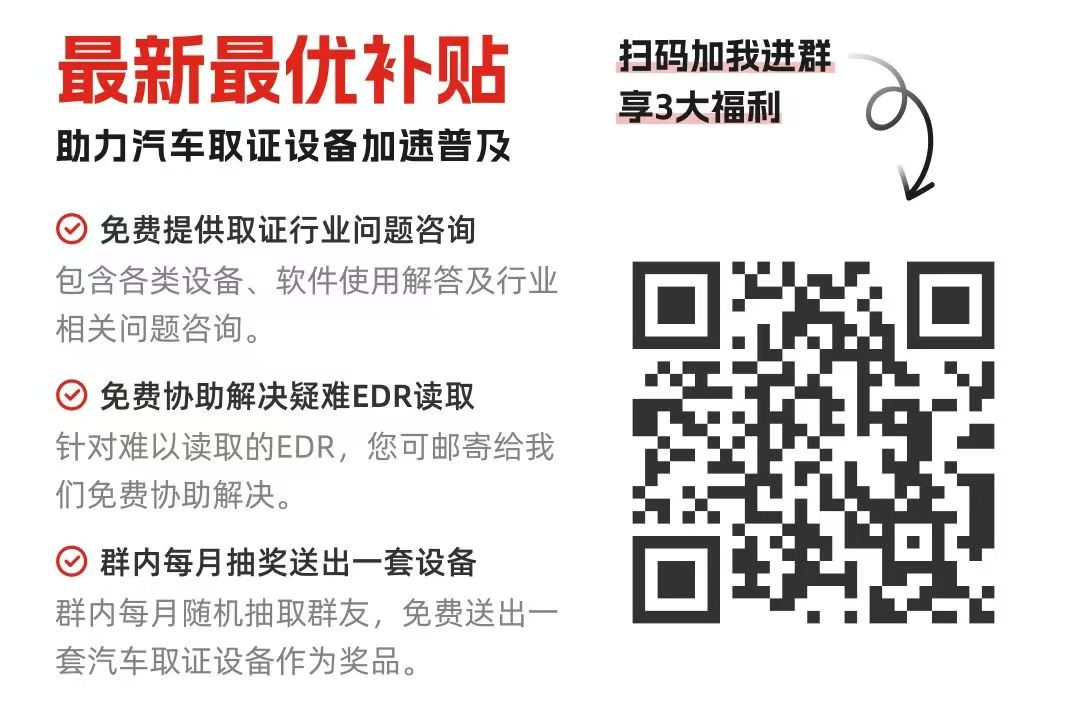 最新最优补贴
助力汽车取证设备加速普及
免费提供取证行业问题咨询
包含各类设备、软件使用解答及行业
相关问题咨询。
免费协助解决疑难EDR读取
针对难以读取的EDR，您可邮寄给我
们免费协助解决。
群内每月抽奖送出一套设备
群内每月随机抽取群友，免费送出一
套汽车取证设备作为奖品。
扫码加我进群
享3大福利